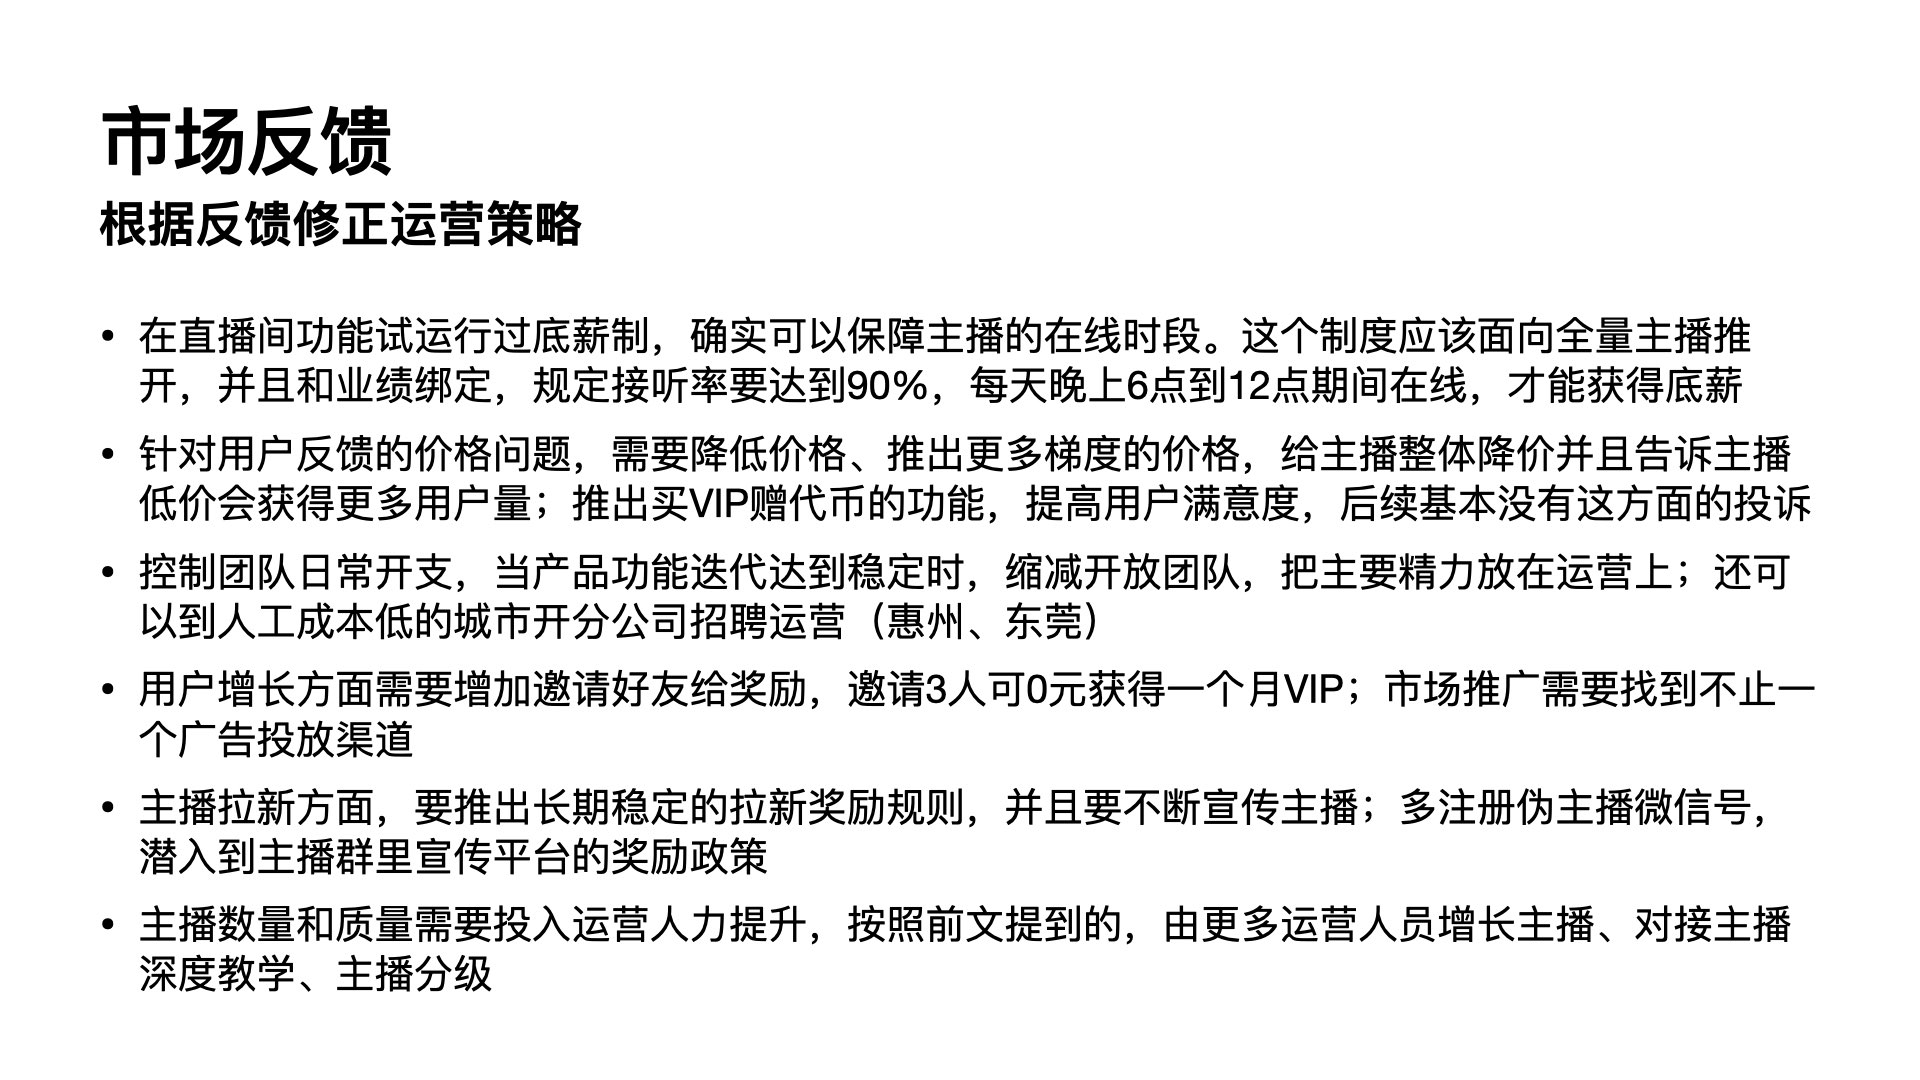 市场反馈
根据反馈修正运营策略
• 在直播间功能试运行过底薪制，确实可以保障主播的在线时段。这个制度应该面向全量主播推
开，并且和业绩绑定，规定接听率要达到90%，每天晚上6点到12点期间在线，才能获得底薪
• 针对用户反馈的价格问题，需要降低价格、推出更多梯度的价格，给主播整体降价并且告诉主播
低价会获得更多用户量；推出买VIP赠代币的功能，提高用户满意度，后续基本没有这方面的投诉
• 控制团队日常开支，当产品功能迭代达到稳定时，缩减开放团队，把主要精力放在运营上；还可
以到人工成本低的城市开分公司招聘运营（惠州、东莞）
• 用户增长方面需要增加邀请好友给奖励，邀请3人可0元获得一个月VIP；市场推广需要找到不止一
个广告投放渠道
• 主播拉新方面，要推出长期稳定的拉新奖励规则，并且要不断宣传主播；多注册伪主播微信号，
潜入到主播群里宣传平台的奖励政策
• 主播数量和质量需要投入运营人力提升，按照前文提到的，由更多运营人员增长主播、对接主播
深度教学、主播分级